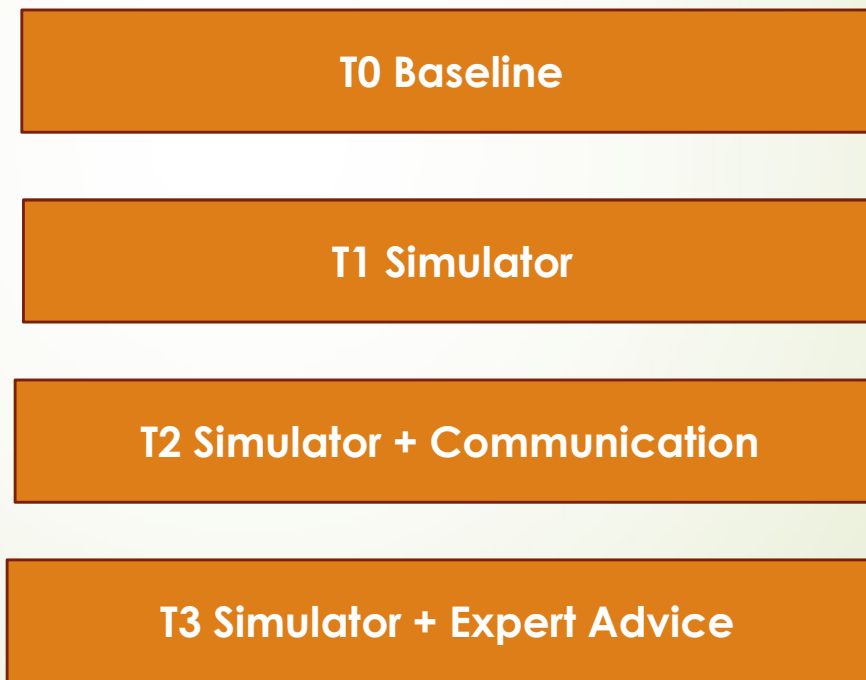 T0 Baseline
T1 Simulator
T2 Simulator + Communication
T3 Simulator + Expert Advice